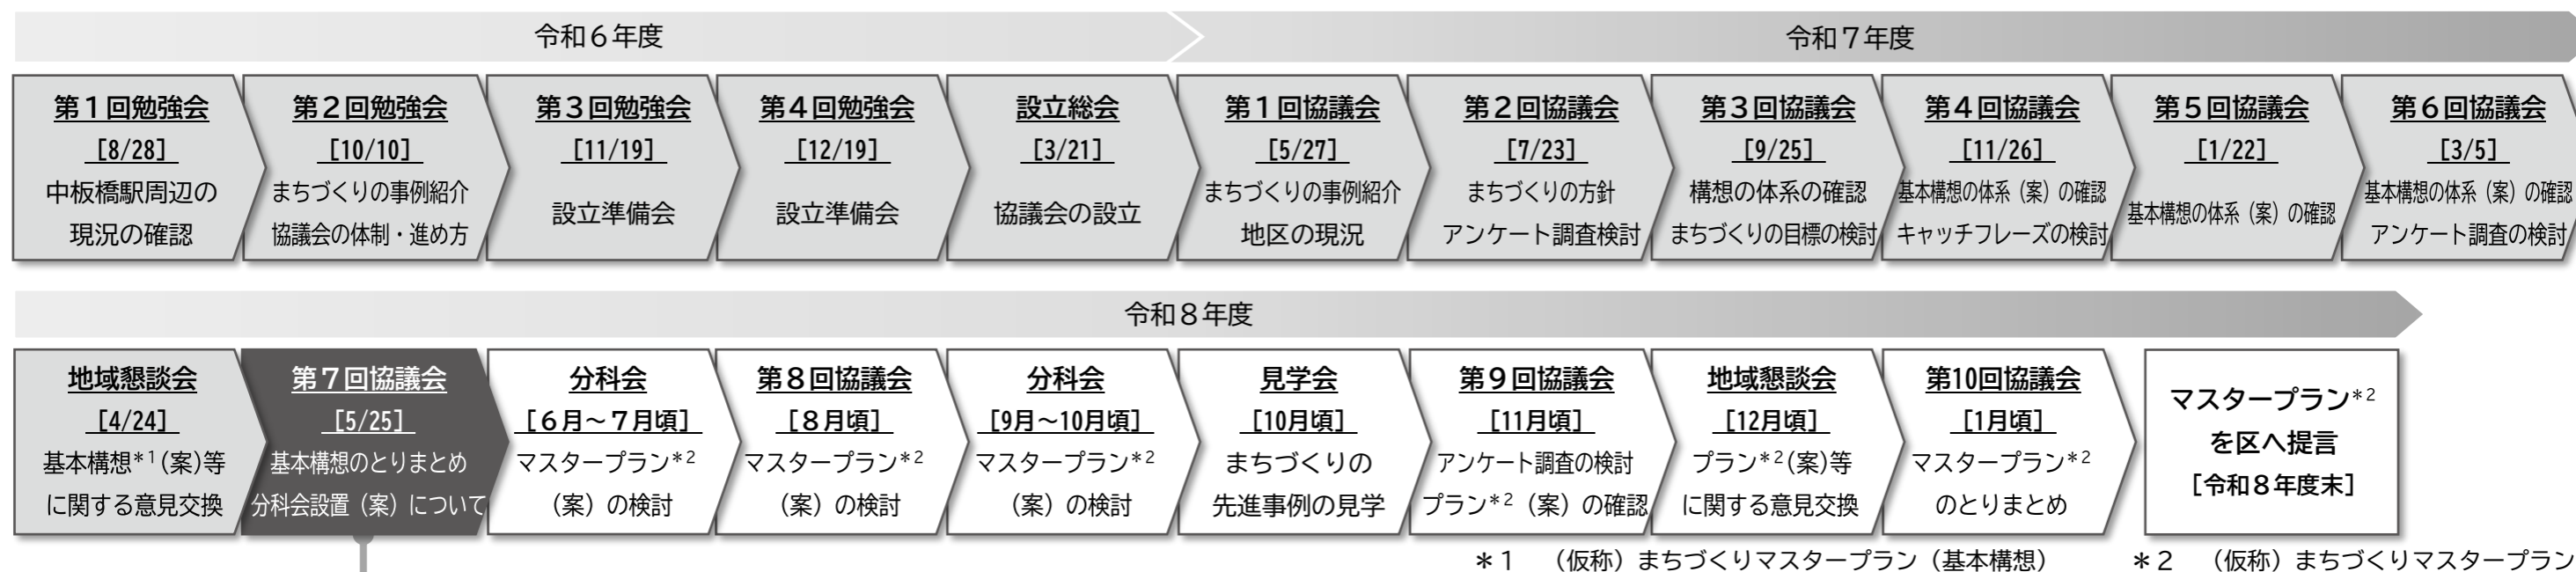 令和6年度
令和7年度
第1回勉強会
[8/28]
中板橋駅周辺の
現況の確認
第2回勉強会
[10/10]
まちづくりの事例紹介
協議会の体制・進め方
第3回勉強会
[11/19]
設立準備会
第4回勉強会
[12/19]
設立準備会
設立総会
[3/21]
協議会の設立
第1回協議会
[5/27]
まちづくりの事例紹介
地区の現況
第2回協議会
[7/23]
まちづくりの方針
アンケート調査検討
第3回協議会
[9/25]
構想の体系の確認
まちづくりの目標の検討
第4回協議会
[11/26]
基本構想の体系（案）の確認
キャッチフレーズの検討
第5回協議会
[1/22]
基本構想の体系（案）の確認
第6回協議会
[3/5]
基本構想の体系（案）の確認
アンケート調査の検討
令和8年度
地域懇談会
[4/24]
基本構想*1(案)等
に関する意見交換
第7回協議会
[5/25]
基本構想のとりまとめ
分科会設置（案）について
分科会
[6月～7月頃]
マスタープラン*2
（案）の検討
第8回協議会
[8月頃]
マスタープラン*2
（案）の検討
分科会
[9月～10月頃]
マスタープラン*2
（案）の検討
見学会
[10月頃]
まちづくりの
先進事例の見学
第9回協議会
[11月頃]
アンケート調査の検討
プラン*2（案）の確認
地域懇談会
[12月頃]
プラン*2(案)等
に関する意見交換
第10回協議会
[1月頃]
マスタープラン*2
のとりまとめ
マスタープラン*2
を区へ提言
[令和8年度末]
＊1　（仮称）まちづくりマスタープラン（基本構想）
＊2　（仮称）まちづくりマスタープラン